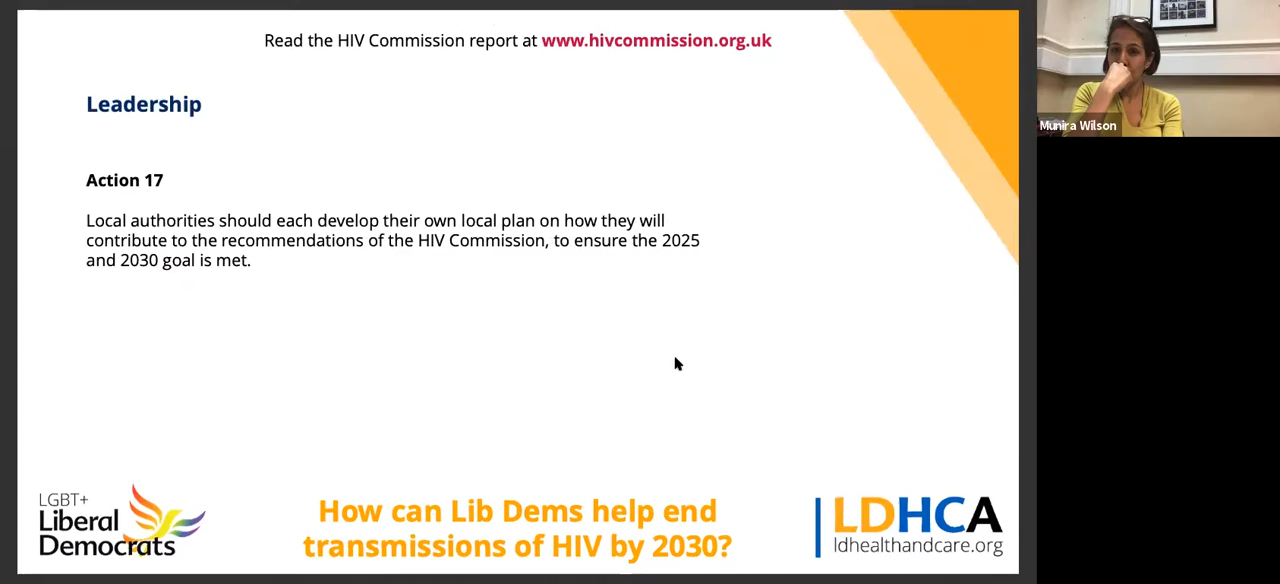 Read the HIV Commission report at www.hivcommission.org.uk
Leadership
Action 17
Local authorities should each develop their own local plan on how they will
contribute to the recommendations of the HIV Commission, to ensure the 2025
and 2030 goal is met.
LGBT+
Liberal
Democrats
How can Lib Dems help end
transmissions of HIV by 2030?
LDHCA
ldhealthandcare.org
Munira Wilson